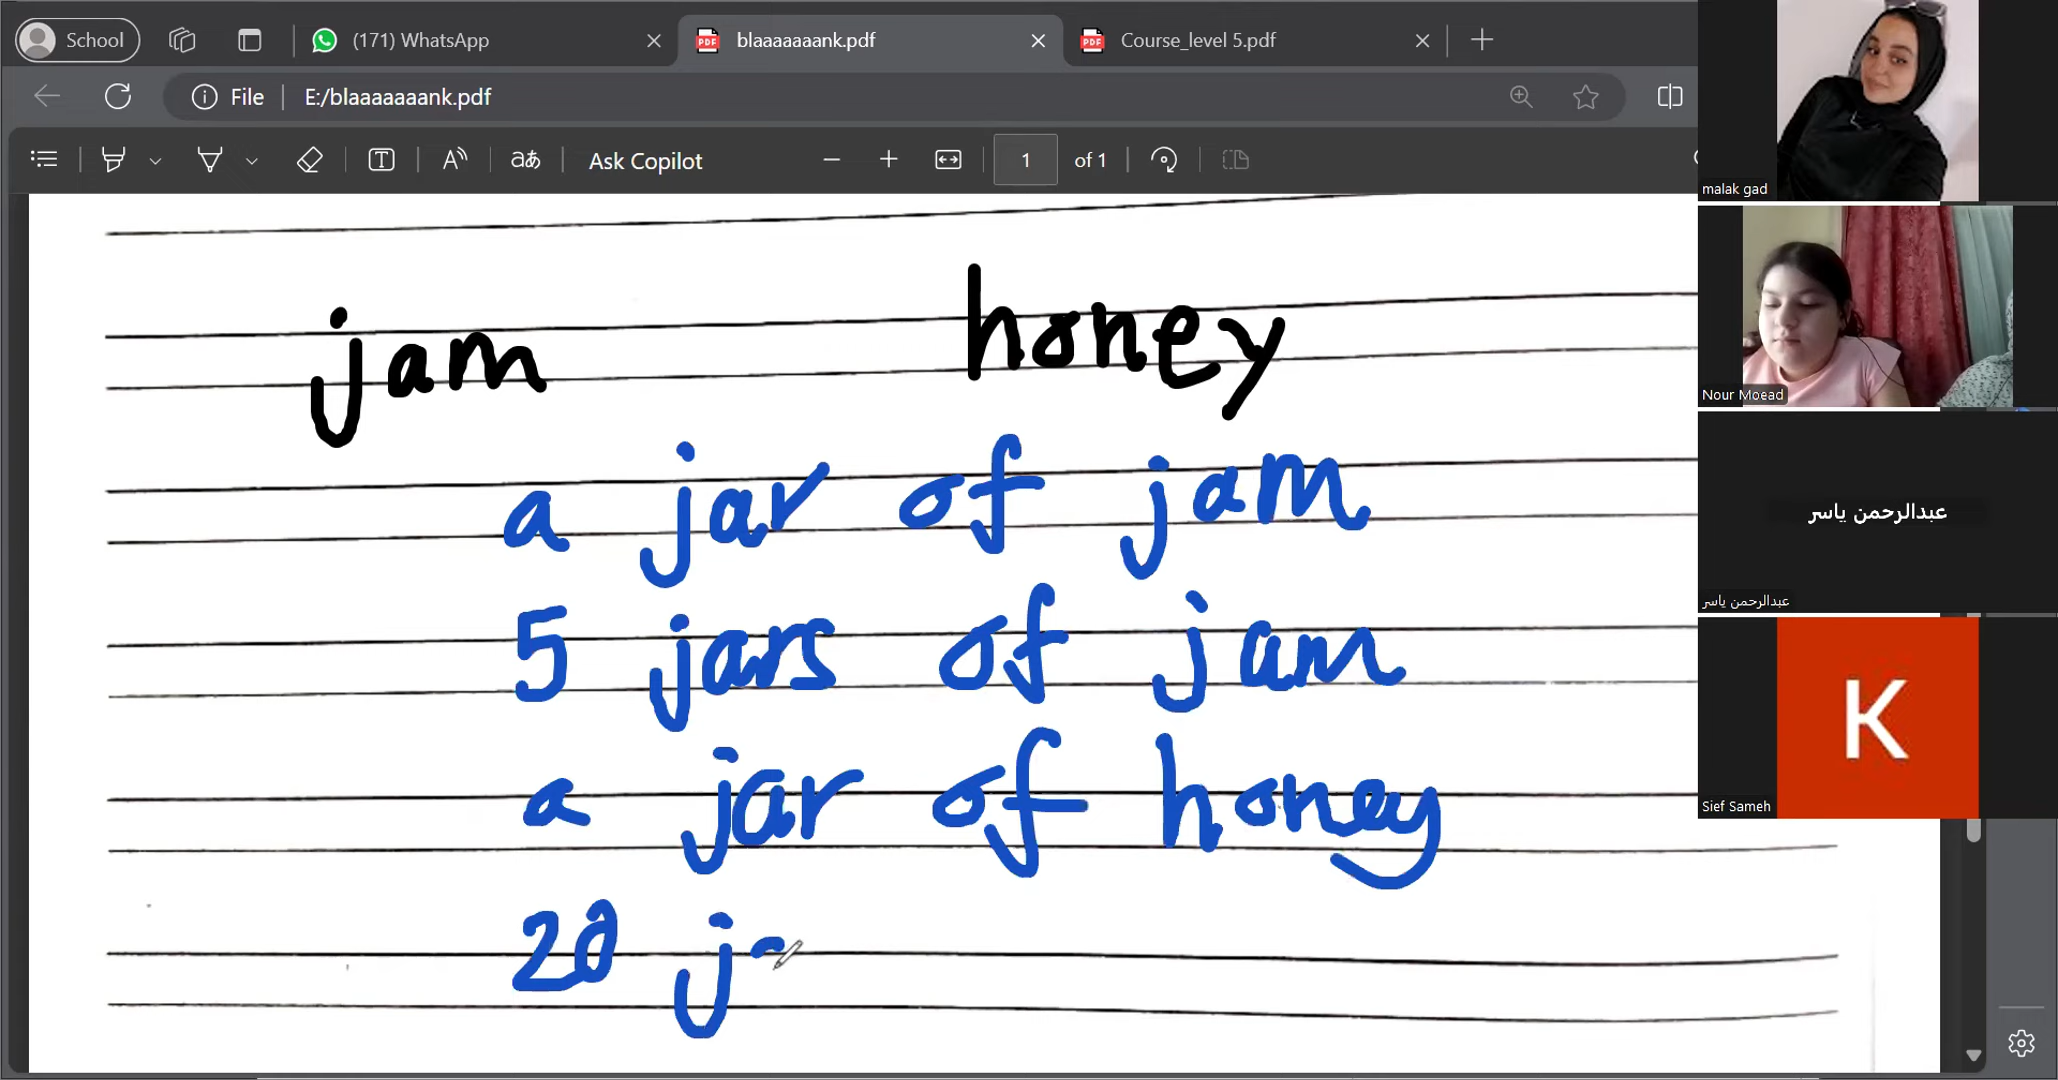 School
(171) WhatsApp
blaaaaaaank.pdf
Course_level 5.pdf
File
E:/blaaaaaaank.pdf
Ask Copilot
1 of 1
jam honey
a jar of jam
5 jars of jam
a jar of honey
20 ja
malak gad
Nour Moead
عبدالرحمن ياسر
عبدالرحمن ياسر
K
Sief Sameh